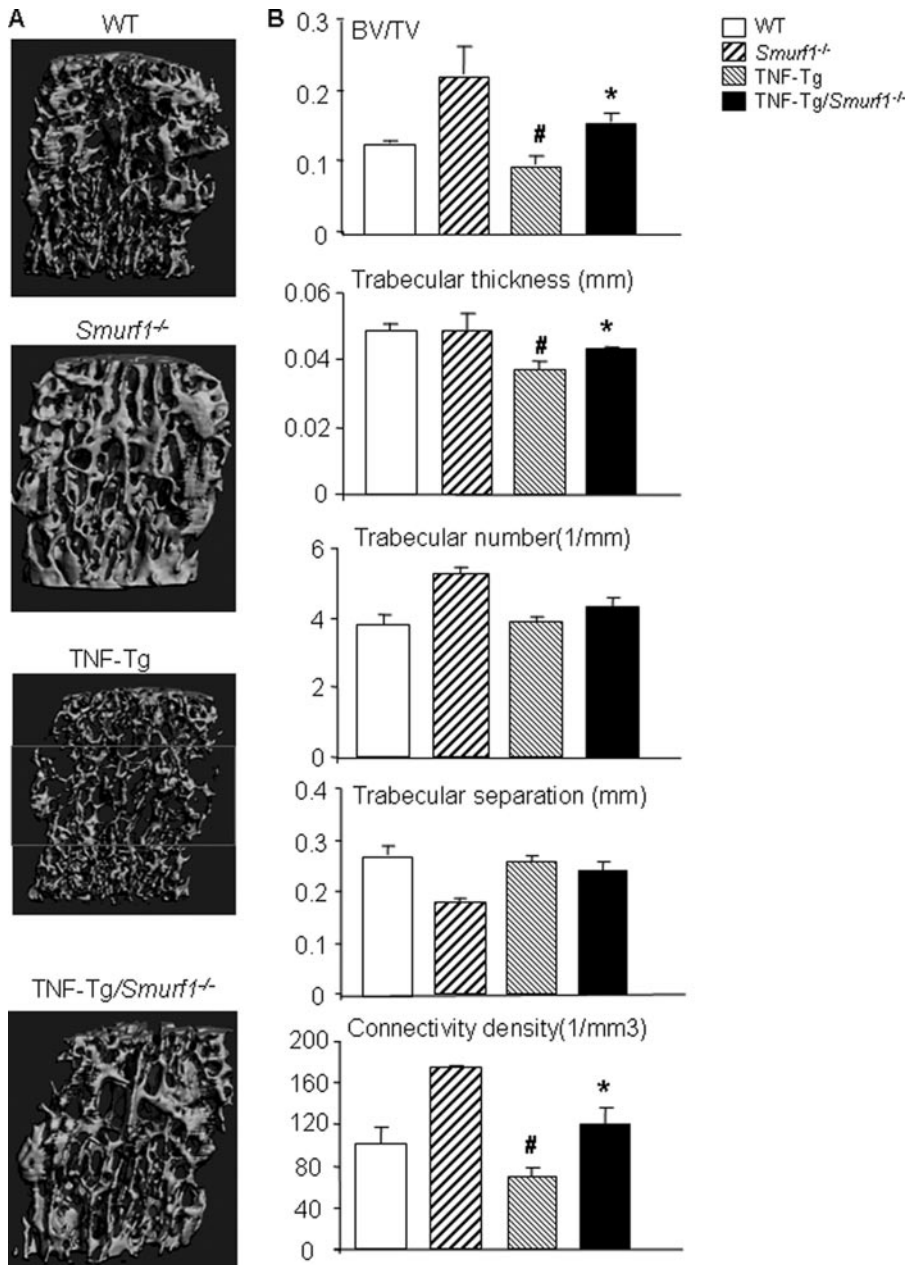 A
WT
Smurf1-/-
TNF-Tg
TNF-Tg/Smurf1-/-
B
BV/TV
0.3
0.2
0.1
0
#
*
WT
Smurf1-/-
TNF-Tg
TNF-Tg/Smurf1-/-
Trabecular thickness (mm)
0.06
0.04
0.02
0
#
*
Trabecular number(1/mm)
6
4
2
0
Trabecular separation (mm)
0.4
0.3
0.2
0.1
0
Connectivity density(1/mm3)
200
160
120
80
40
0
#
*